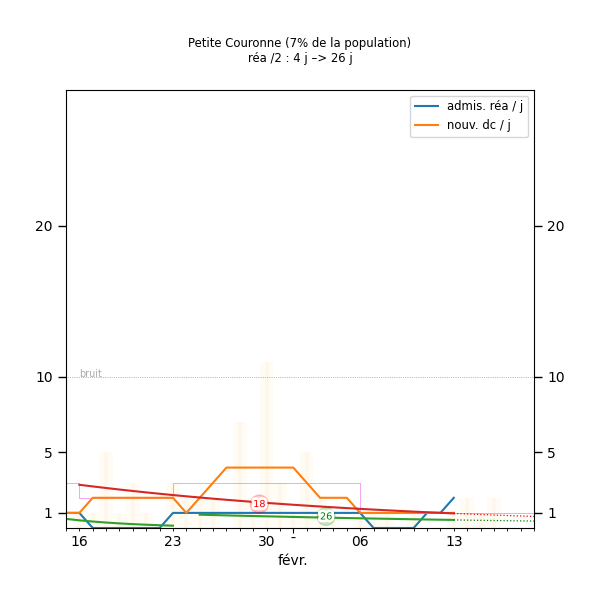 Petite Couronne (7% de la population)
réa /2 : 4 j –> 26 j
admis. réa / j
nouv. dc / j
20
20
bruit
10
10
5
5
18
26
1
1
16
23
30
-
06
13
févr.